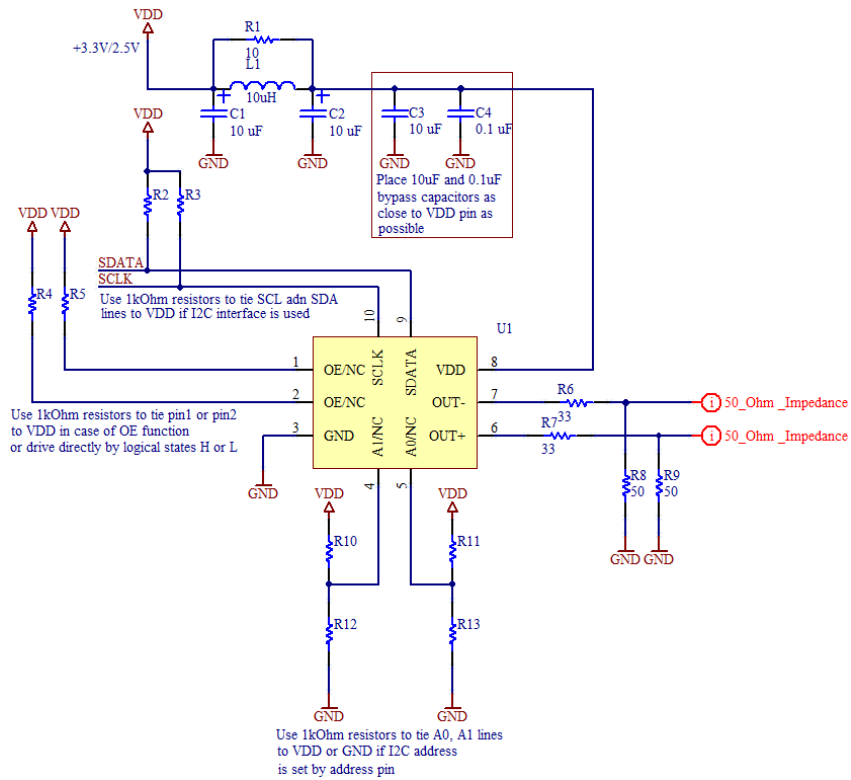 VDD
+3.3V/2.5V
R1
10
L1
10uH
C1
10 uF
GND
C2
10 uF
GND
C3
10 uF
GND
C4
0.1 uF
GND
Place 10uF and 0.1uF
bypass capacitors as
close to VDD pin as
possible
VDD
R2
R3
VDD
VDD
R4
R5
SDATA
SCLK
Use 1kOhm resistors to tie SCL adn SDA
lines to VDD if I2C interface is used
U1
10
9
SCLK
SDATA
1
OE/NC
2
OE/NC
3
GND
VDD
8
OUT-
7
OUT+
6
A1/NC
A0/NC
4
5
Use 1kOhm resistors to tie pin1 or pin2
to VDD in case of OE function
or drive directly by logical states H or L
GND
R6
33
R7
33
i
50_Ohm _Impedance
i
50_Ohm _Impedance
R8
50
R9
50
GND
GND
VDD
R10
R12
GND
VDD
R11
R13
GND
Use 1kOhm resistors to tie A0, A1 lines
to VDD or GND if I2C address
is set by address pin